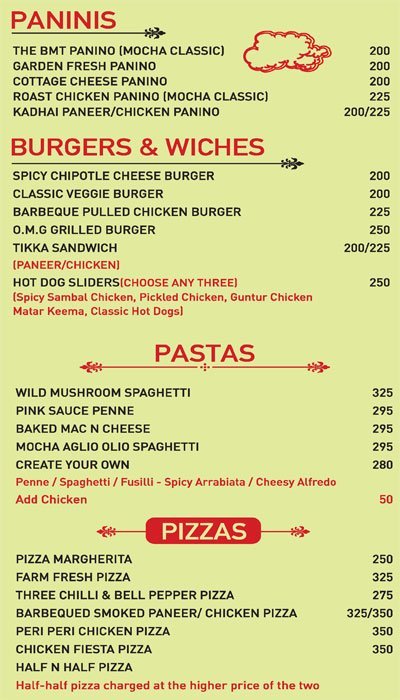 PANINIS
THE BMT PANINO (MOCHA CLASSIC) 200
GARDEN FRESH PANINO 200
COTTAGE CHEESE PANINO 200
ROAST CHICKEN PANINO (MOCHA CLASSIC) 225
KADHAI PANEER/CHICKEN PANINO 200/225
BURGERS & WICHES
SPICY CHIPOTLE CHEESE BURGER 200
CLASSIC VEGGIE BURGER 200
BARBEQUE PULLED CHICKEN BURGER 225
O.M.G GRILLED BURGER 250
TIKKA SANDWICH 200/225
(PANEER/CHICKEN)
HOT DOG SLIDERS(CHOOSE ANY THREE) 250
(Spicy Sambal Chicken, Pickled Chicken, Guntur Chicken
Matar Keema, Classic Hot Dogs)
PASTAS
WILD MUSHROOM SPAGHETTI 325
PINK SAUCE PENNE 295
BAKED MAC N CHEESE 295
MOCHA AGLIO OLIO SPAGHETTI 295
CREATE YOUR OWN 280
Penne / Spaghetti / Fusilli - Spicy Arrabiata / Cheesy Alfredo
Add Chicken 50
PIZZAS
PIZZA MARGHERITA 250
FARM FRESH PIZZA 325
THREE CHILLI & BELL PEPPER PIZZA 275
BARBEQUED SMOKED PANEER/ CHICKEN PIZZA 325/350
PERI PERI CHICKEN PIZZA 350
CHICKEN FIESTA PIZZA 350
HALF N HALF PIZZA
Half-half pizza charged at the higher price of the two